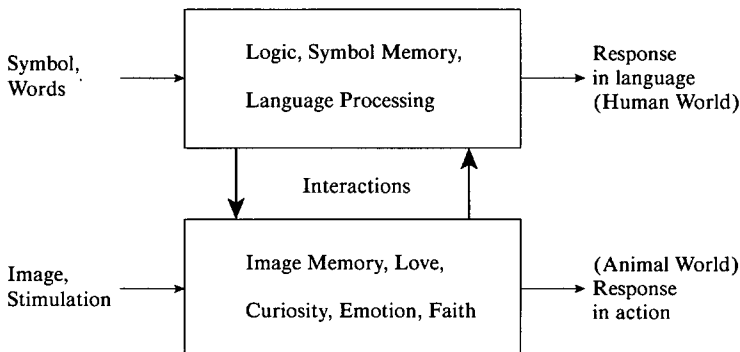 Symbol,
Words
Logic, Symbol Memory,
Language Processing
Response
in language
(Human World)
Interactions
Image,
Stimulation
Image Memory, Love,
Curiosity, Emotion, Faith
(Animal World)
Response
in action